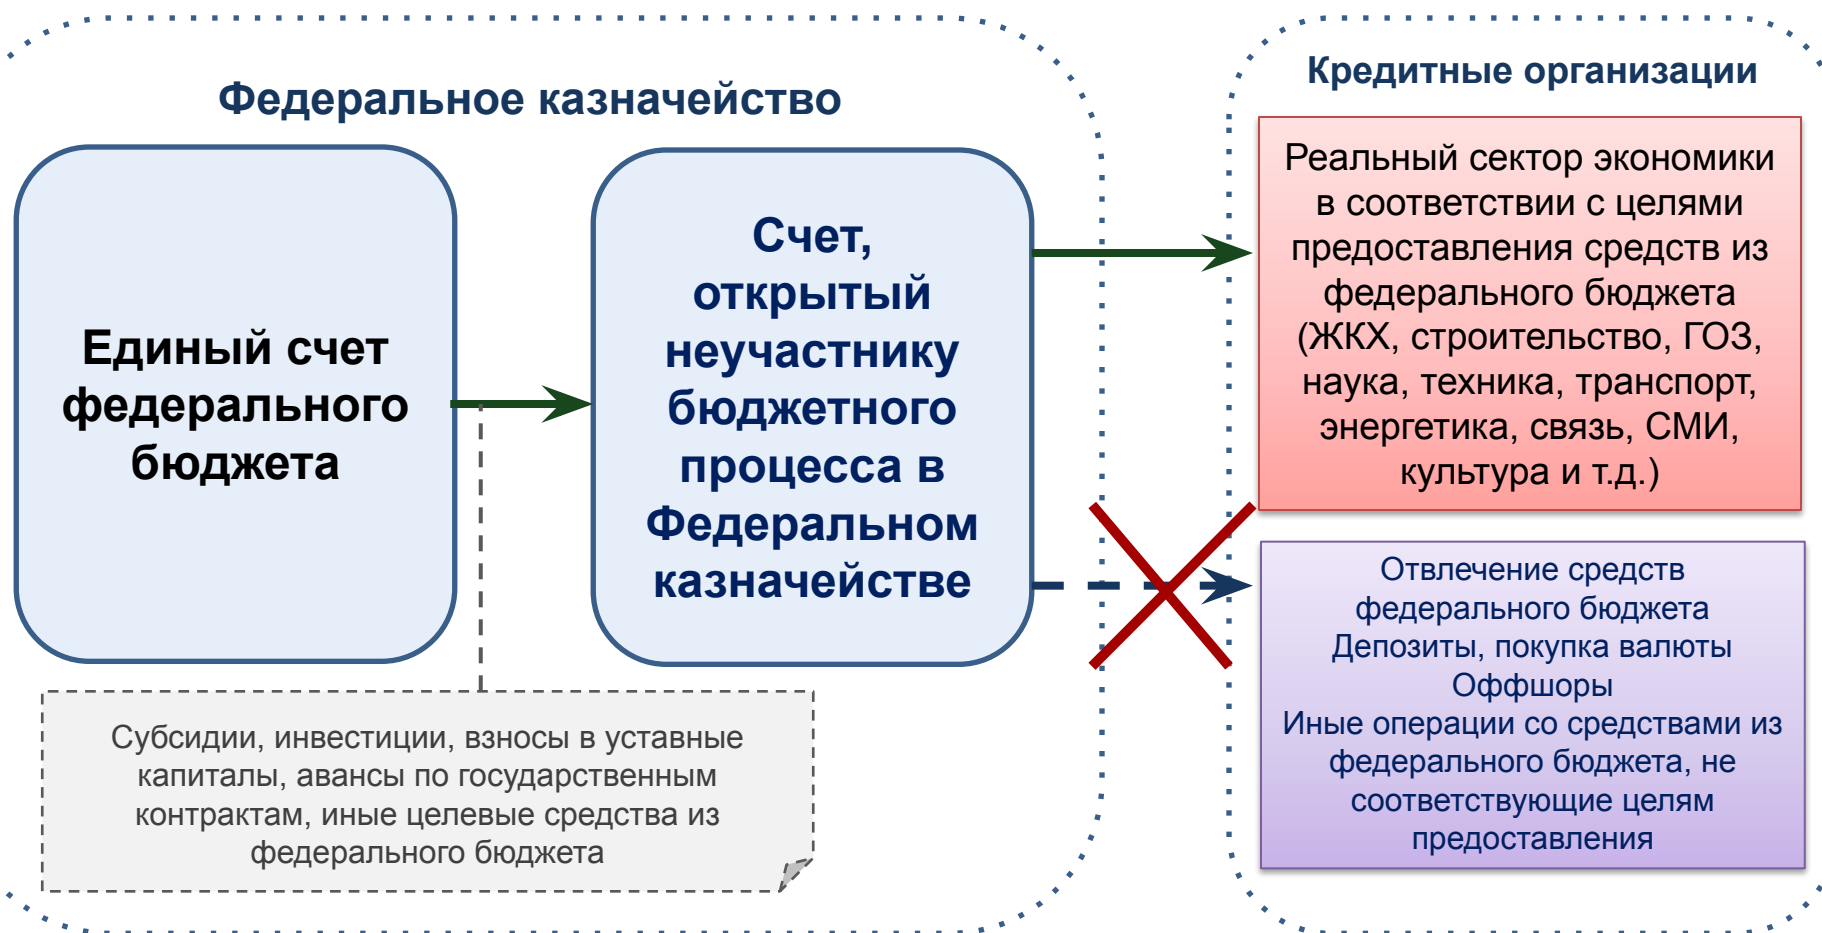 Федеральное казначейство
Единый счет
федерального
бюджета
Счет,
открытый
неучастнику
бюджетного
процесса в
Федеральном
казначействе
Субсидии, инвестиции, взносы в уставные
капиталы, авансы по государственным
контрактам, иные целевые средства из
федерального бюджета
Кредитные организации
Реальный сектор экономики
в соответствии с целями
предоставления средств из
федерального бюджета
(ЖКХ, строительство, ГОЗ,
наука, техника, транспорт,
энергетика, связь, СМИ,
культура и т.д.)
Отвлечение средств
федерального бюджета
Депозиты, покупка валюты
Оффшоры
Иные операции со средствами из
федерального бюджета, не
соответствующие целям
предоставления